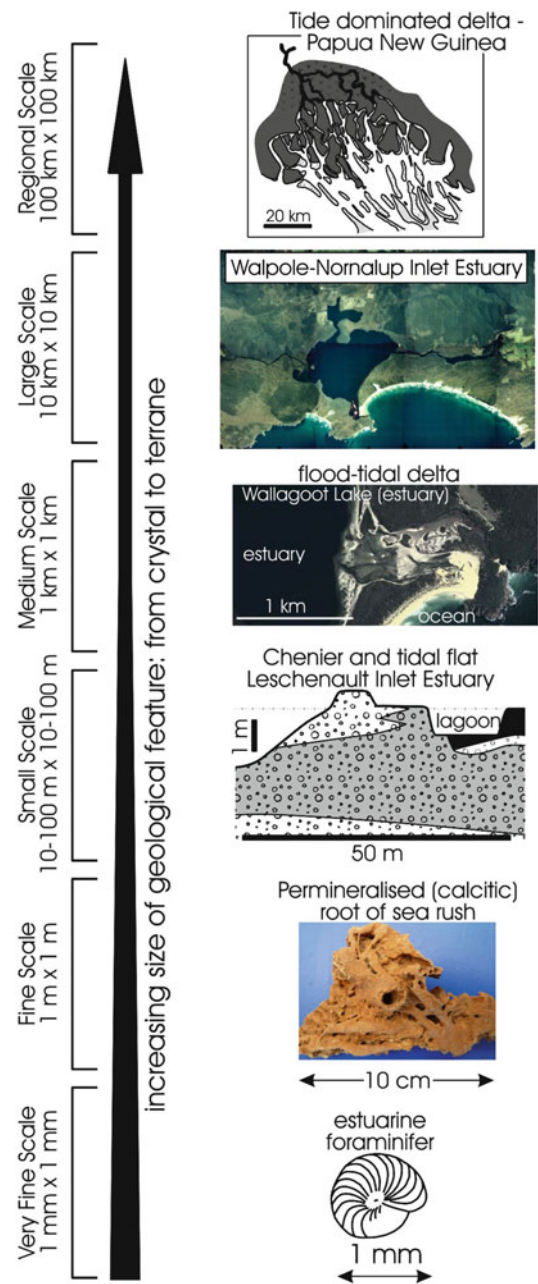 Tide dominated delta -
Papua New Guinea
Regional Scale
100 km x 100 km
20 km
Walpole-Nornalup Inlet Estuary
Large Scale
10 km x 10 km
flood-tidal delta
Wallagoot Lake (estuary)
estuary
1 km
ocean
Medium Scale
1 km x 1 km
Chenier and tidal flat
Leschenault Inlet Estuary
lagoon
1 m
50 m
Small Scale
10-100 m x 10-100 m
Permineralised (calcitic)
root of sea rush
10 cm
Fine Scale
1 m x 1 m
estuarine
foraminifer
1 mm
Very Fine Scale
1 mm x 1 mm
increasing size of geological feature: from crystal to terrane